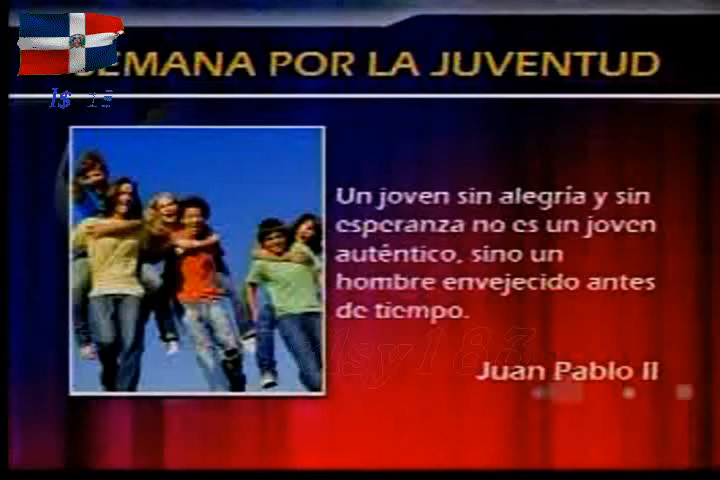 SEMANA POR LA JUVENTUD
Un joven sin alegría y sin
esperanza no es un joven
auténtico, sino un
hombre envejecido antes
de tiempo.
Juan Pablo II